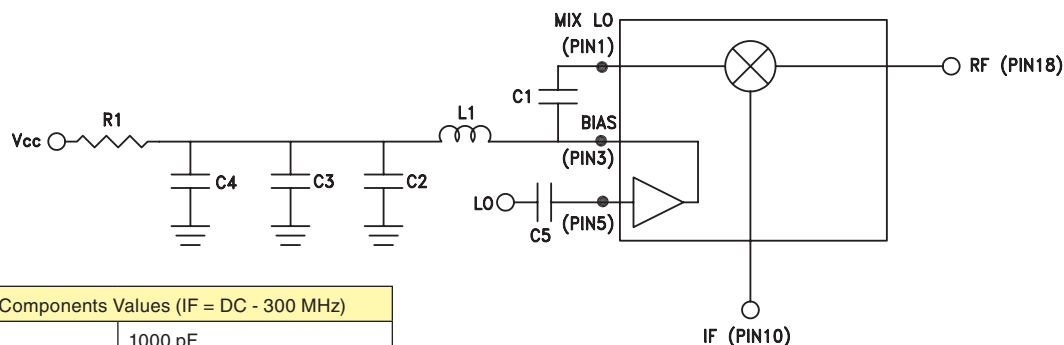 MIX LO
(PIN1)
RF (PIN18)
C1
R1
L1
BIAS
Vcc
(PIN3)
C4
C3
C2
LO
C5
(PIN5)
IF (PIN10)
Components Values (IF = DC - 300 MHz)
1000 pF